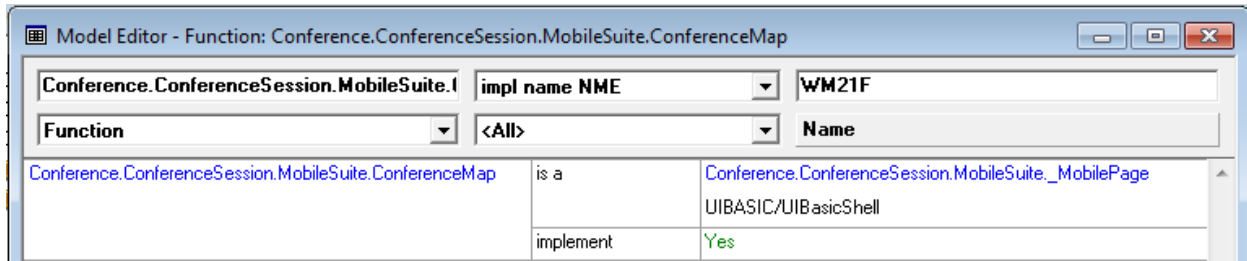 Model Editor - Function: Conference.ConferenceSession.MobileSuite.ConferenceMap
Conference.ConferenceSession.MobileSuite.( impl name NME WM21F
Function <All> Name
Conference.ConferenceSession.MobileSuite.ConferenceMap is a Conference.ConferenceSession.MobileSuite._MobilePage
UIBASIC/UIBasicShell
implement Yes